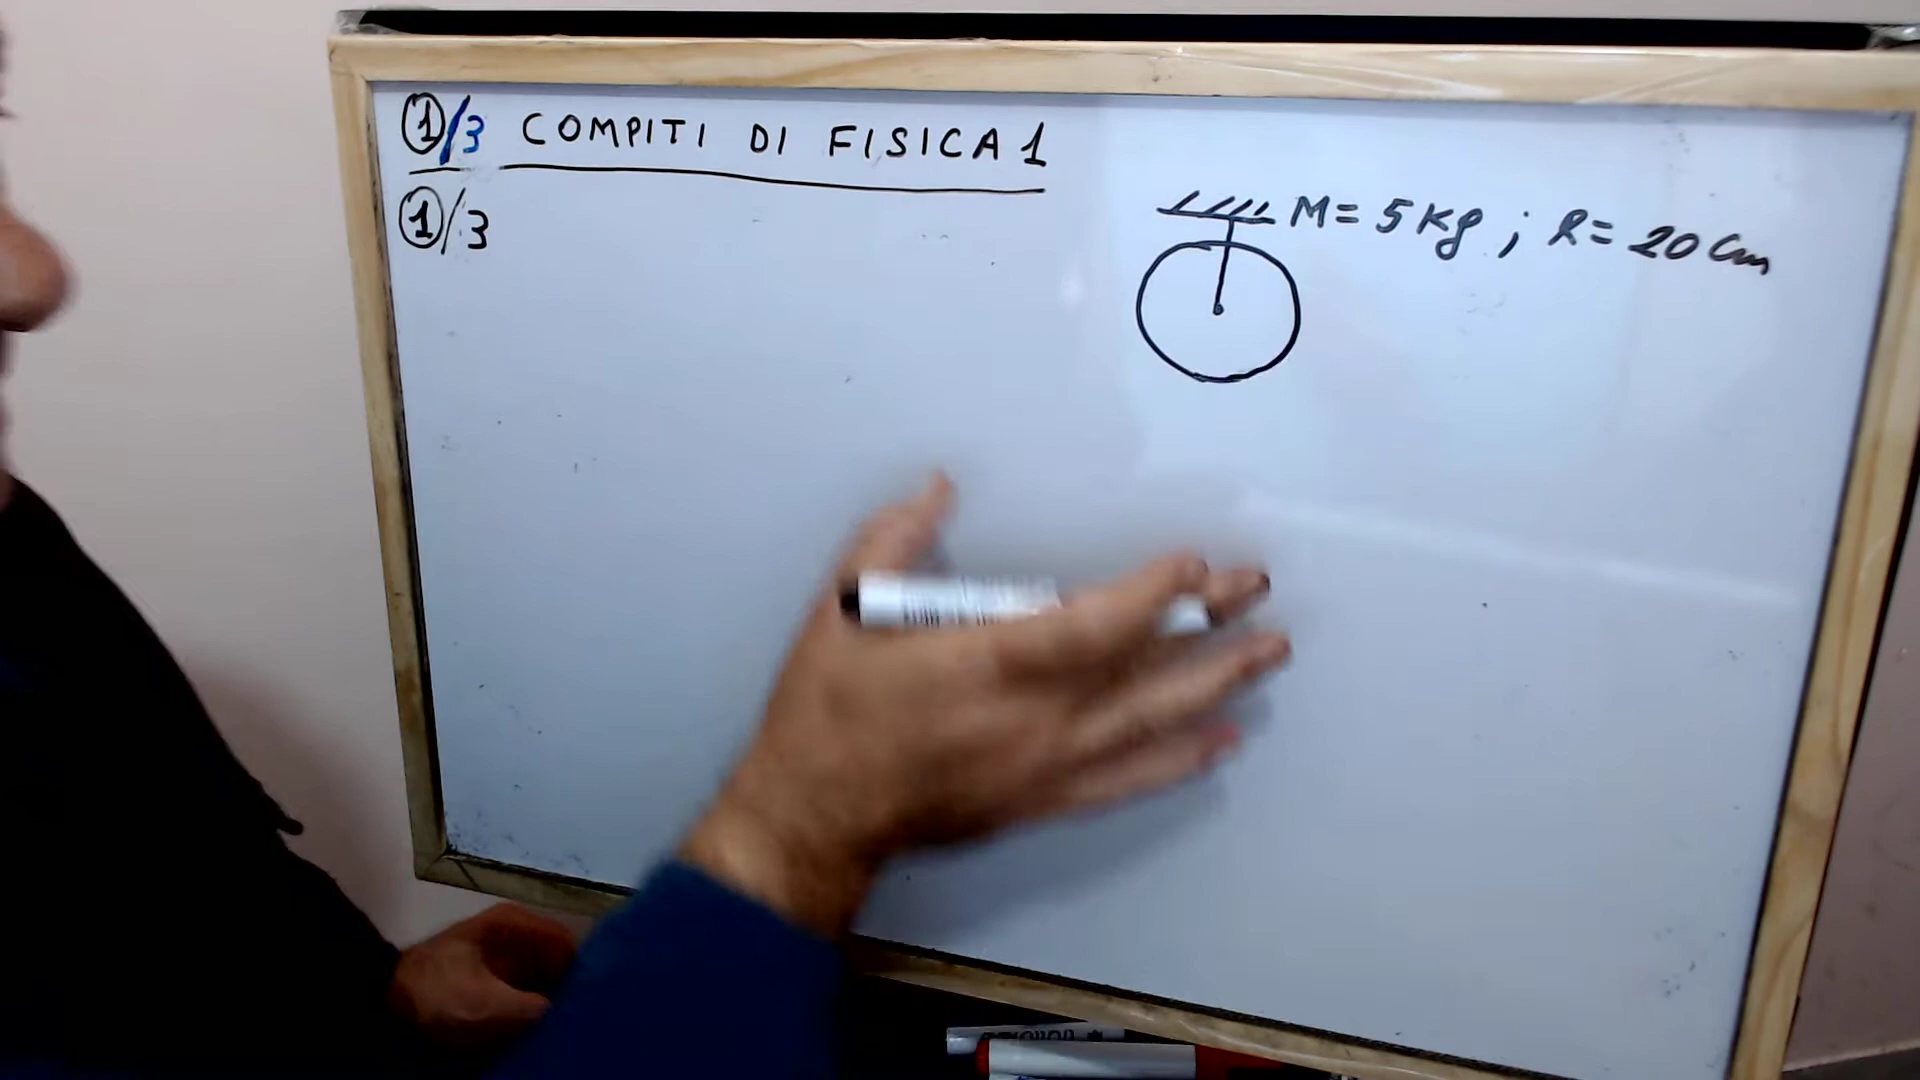 1/3 COMPITI DI FISICA 1
1/3
M = 5 Kg ; R = 20 cm